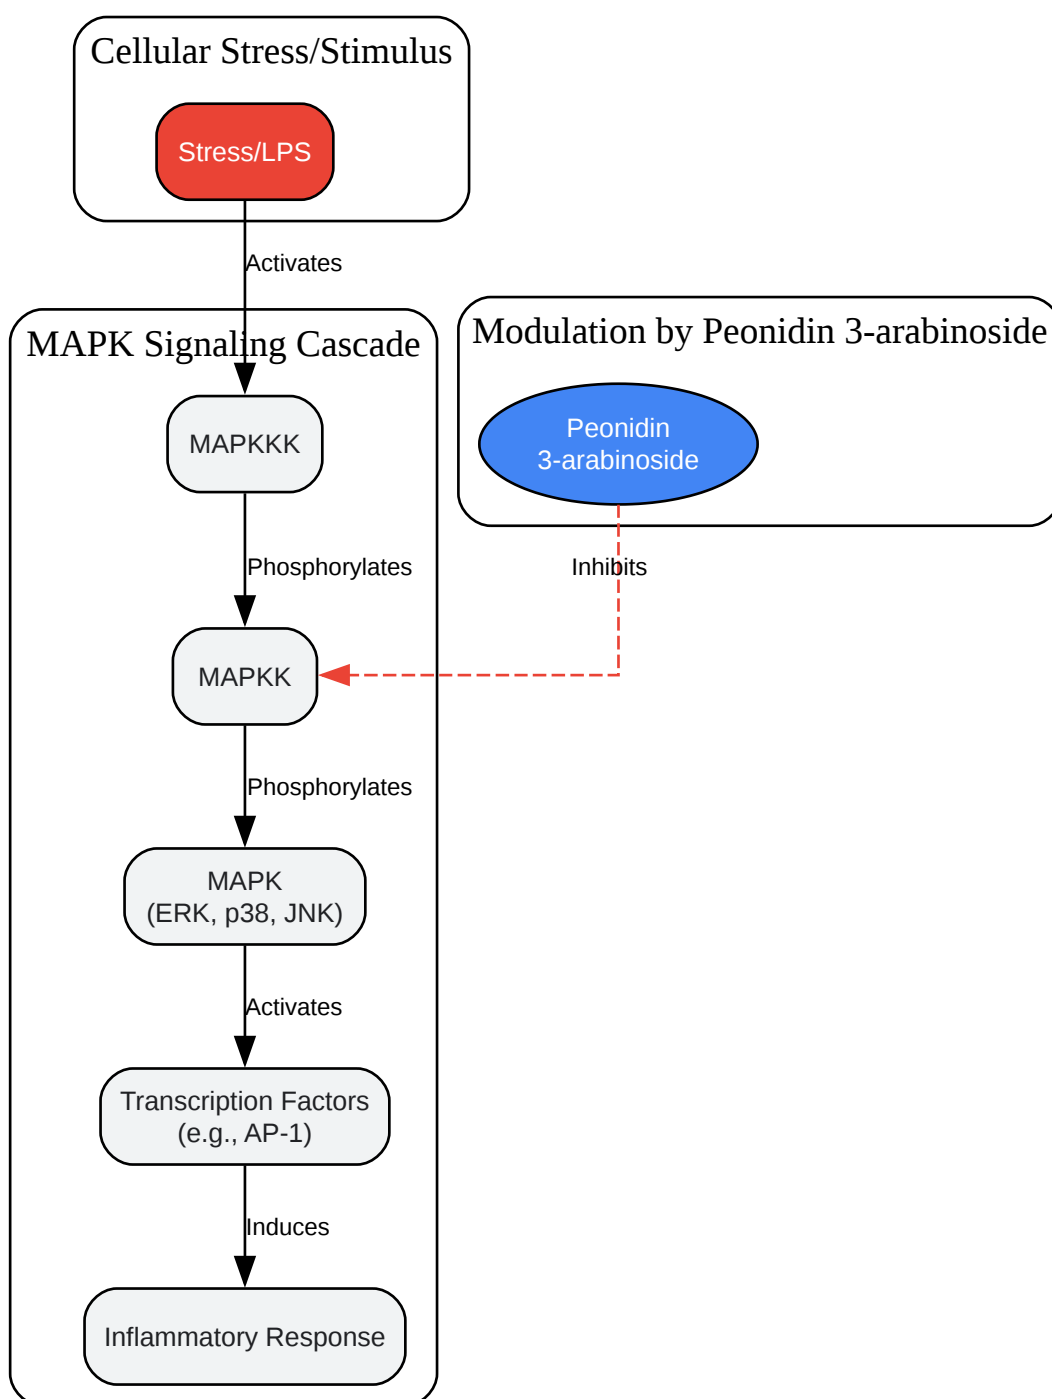 Cellular Stress/Stimulus
Stress/LPS
Activates
MAPK Signaling Cascade
MAPKKK
Phosphorylates
MAPKK
Phosphorylates
MAPK
(ERK, p38, JNK)
Activates
Transcription Factors
(e.g., AP-1)
Induces
Inflammatory Response
Modulation by Peonidin 3-arabinoside
Peonidin
3-arabinoside
Inhibits